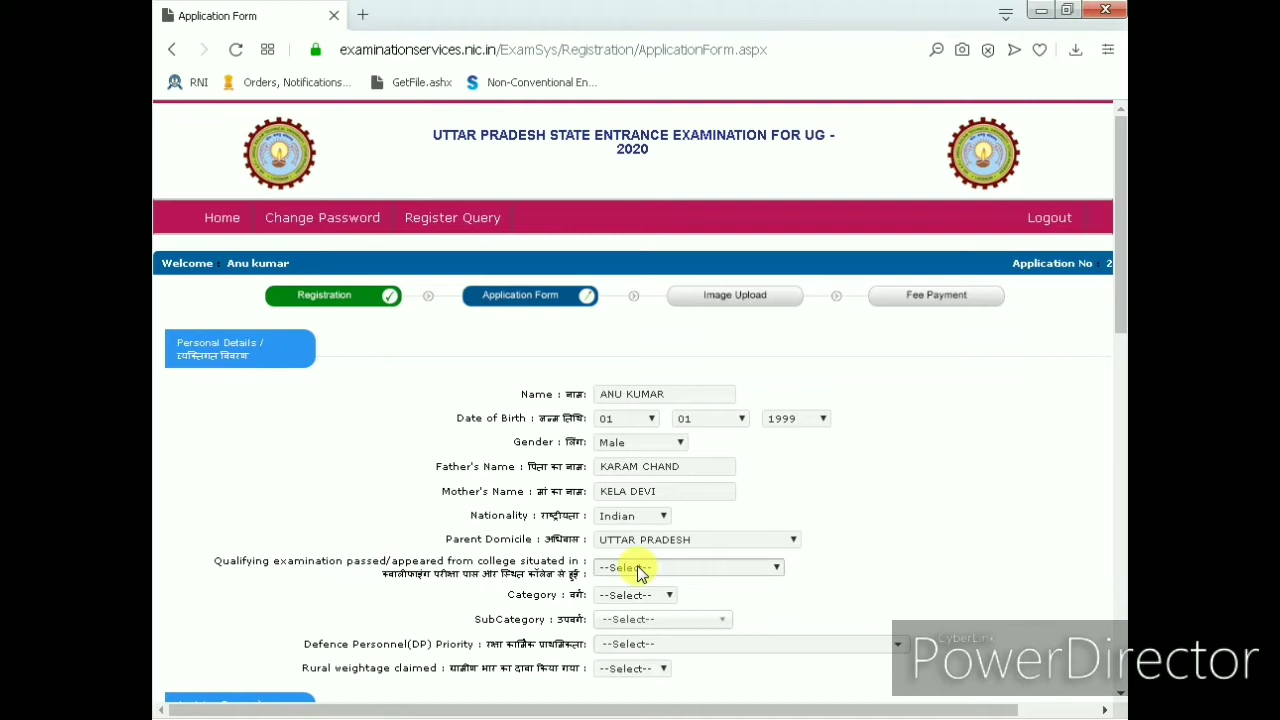 Application Form
examinationservices.nic.in/ExamSys/Registration/ApplicationForm.aspx
RNI Orders, Notifications... GetFile.ashx S Non-Conventional En...
UTTAR PRADESH STATE ENTRANCE EXAMINATION FOR UG -
2020
Home Change Password Register Query Logout
Welcome : Anu kumar Application No : 2
Registration Application Form Image Upload Fee Payment
Personal Details /
व्यक्तिगत विवरण
Name : नाम: ANU KUMAR
Date of Birth : जन्म तिथि: 01 01 1999
Gender : लिंग: Male
Father's Name : पिता का नाम: KARAM CHAND
Mother's Name : मां का नाम: KELA DEVI
Nationality : राष्ट्रीयता : Indian
Parent Domicile : अधिवास : UTTAR PRADESH
Qualifying examination passed/appeared from college situated in : --Select--
क्वालीफाइंग परीक्षा पास और स्थित कॉलेज से हुई :
Category : वर्ग: --Select--
SubCategory : उपवर्ग: --Select--
Defence Personnel(DP) Priority : रक्षा कार्मिक प्राथमिकता: --Select--
Rural weightage claimed : ग्रामीण भार का दावा किया गया : --Select--
CyberLink
PowerDirector